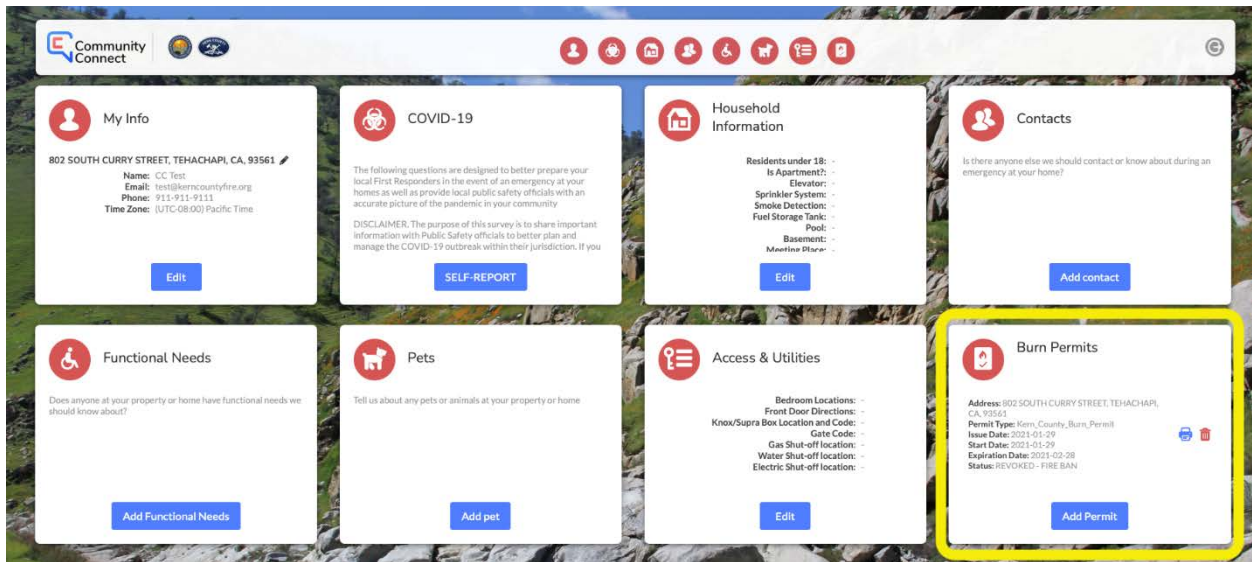 Community
Connect
My Info
802 SOUTH CURRY STREET, TEHACHAPI, CA, 93561
Name: CC Test
Email: test@kerncountyfire.org
Phone: 911-911-9111
Time Zone: (UTC-08:00) Pacific Time
Edit
COVID-19
The following questions are designed to better prepare your
local First Responders in the event of an emergency at your
homes as well as provide local public safety officials with an
accurate picture of the pandemic in your community
DISCLAIMER. The purpose of this survey is to share important
information with Public Safety officials to better plan and
manage the COVID-19 outbreak within their jurisdiction. If you
SELF-REPORT
Household
Information
Residents under 18: -
Is Apartment?: -
Elevator: -
Sprinkler System: -
Smoke Detection: -
Fuel Storage Tank: -
Pool: -
Basement: -
Meeting Place: -
Edit
Contacts
Is there anyone else we should contact or know about during an
emergency at your home?
Add contact
Functional Needs
Does anyone at your property or home have functional needs we
should know about?
Add Functional Needs
Pets
Tell us about any pets or animals at your property or home
Add pet
Access & Utilities
Bedroom Locations: -
Front Door Directions: -
Knox/Supra Box Location and Code: -
Gate Code: -
Gas Shut-off location: -
Water Shut-off location: -
Electric Shut-off location: -
Edit
Burn Permits
Address: 802 SOUTH CURRY STREET, TEHACHAPI,
CA, 93561
Permit Type: Kern_County_Burn_Permit
Issue Date: 2021-01-29
Start Date: 2021-01-29
Expiration Date: 2021-02-28
Status: REVOKED - FIRE BAN
Add Permit